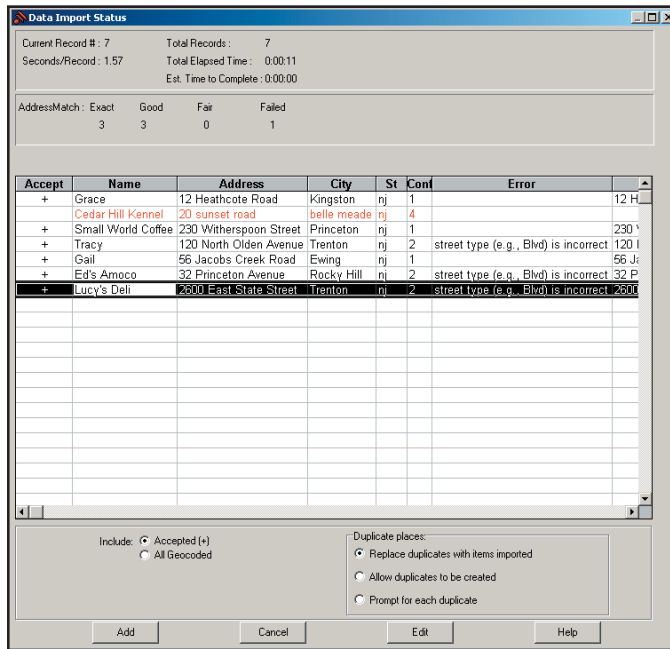 Data Import Status
Current Record # : 7 Total Records : 7
Seconds/Record : 1.57 Total Elapsed Time : 0:00:11
Est. Time to Complete : 0:00:00
AddressMatch : Exact Good Fair Failed
3 3 0 1
Accept Name Address City St Conf Error
+ Grace 12 Heathcote Road Kingston nj 1 12 H
Cedar Hill Kennel 20 sunset road belle meade nj 4
+ Small World Coffee 230 Witherspoon Street Princeton nj 1 230
+ Tracy 120 North Olden Avenue Trenton nj 2 street type (e.g., Blvd) is incorrect 120
+ Gail 56 Jacobs Creek Road Ewing nj 1 56 Ja
+ Ed's Amoco 32 Princeton Avenue Rocky Hill nj 2 street type (e.g., Blvd) is incorrect 32 P
+ Lucy's Deli 2600 East State Street Trenton nj 2 street type (e.g., Blvd) is incorrect 2600
Include: Accepted (+)
All Geocoded
Duplicate places:
Replace duplicates with items imported
Allow duplicates to be created
Prompt for each duplicate
Add Cancel Edit Help